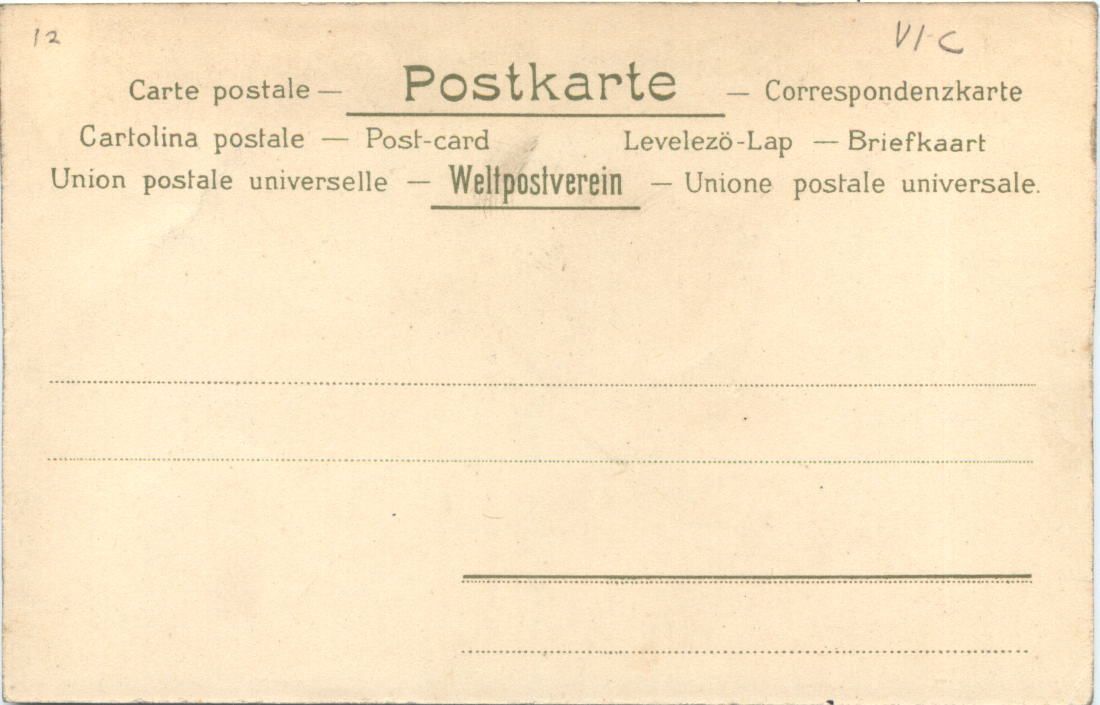 12
VI-C
Carte postale — Postkarte — Correspondenzkarte
Cartolina postale — Post-card Levelezö-Lap — Briefkaart
Union postale universelle — Weltpostverein — Unione postale universale.